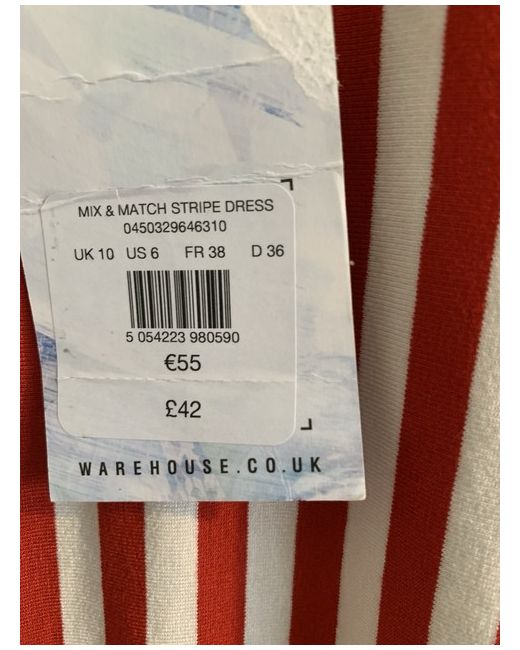 MIX & MATCH STRIPE DRESS
0450329646310
UK 10 US 6 FR 38 D 36
5 054223 980590
€55
£42
WAREHOUSE.CO.UK